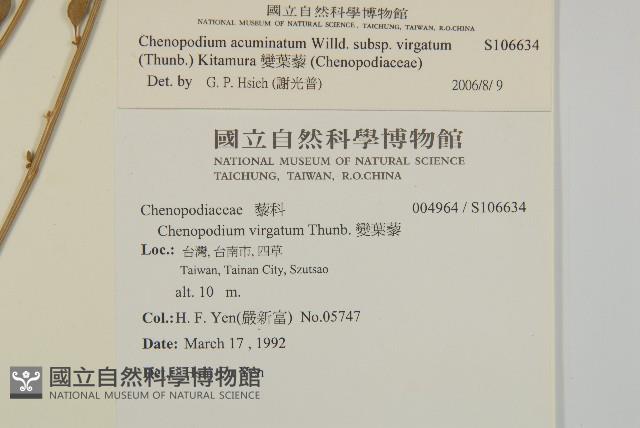 國立自然科學博物館
NATIONAL MUSEUM OF NATURAL SCIENCE, TAICHUNG, TAIWAN, R.O.CHINA
Chenopodium acuminatum Willd. subsp. virgatum S106634
(Thunb.) Kitamura 變葉藜 (Chenopodiaceae)
Det. by G. P. Hsieh (謝光普) 2006/8/ 9
國立自然科學博物館
NATIONAL MUSEUM OF NATURAL SCIENCE
TAICHUNG, TAIWAN, R.O.CHINA
Chenopodiaceae 藜科 004964 / S106634
Chenopodium virgatum Thunb. 變葉藜
Loc.: 台灣, 台南市, 四草
Taiwan, Tainan City, Szutsao
alt. 10 m.
Col.: H. F. Yen(嚴新富) No.05747
Date: March 17 , 1992
國立自然科學博物館
NATIONAL MUSEUM OF NATURAL SCIENCE